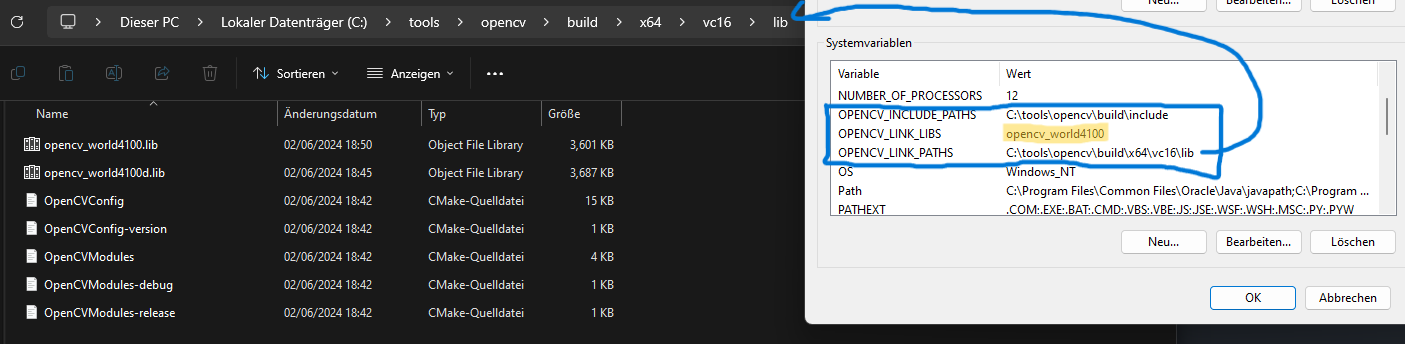 Dieser PC > Lokaler Datenträger (C:) > tools > opencv > build > x64 > vc16 > lib
Sortieren Anzeigen ...
Name Änderungsdatum Typ Größe
opencv_world4100.lib 02/06/2024 18:50 Object File Library 3,601 KB
opencv_world4100d.lib 02/06/2024 18:45 Object File Library 3,687 KB
OpenCVConfig 02/06/2024 18:42 CMake-Quelldatei 15 KB
OpenCVConfig-version 02/06/2024 18:42 CMake-Quelldatei 1 KB
OpenCVModules 02/06/2024 18:42 CMake-Quelldatei 4 KB
OpenCVModules-debug 02/06/2024 18:42 CMake-Quelldatei 1 KB
OpenCVModules-release 02/06/2024 18:42 CMake-Quelldatei 1 KB
Neu... Bearbeiten... Löschen
Systemvariablen
Variable Wert
NUMBER_OF_PROCESSORS 12
OPENCV_INCLUDE_PATHS C:\tools\opencv\build\include
OPENCV_LINK_LIBS opencv_world4100
OPENCV_LINK_PATHS C:\tools\opencv\build\x64\vc16\lib
OS Windows_NT
Path C:\Program Files\Common Files\Oracle\Java\javapath;C:\Program ...
PATHEXT .COM;.EXE;.BAT;.CMD;.VBS;.VBE;.JS;.JSE;.WSF;.WSH;.MSC;.PY;.PYW
Neu... Bearbeiten... Löschen
OK Abbrechen